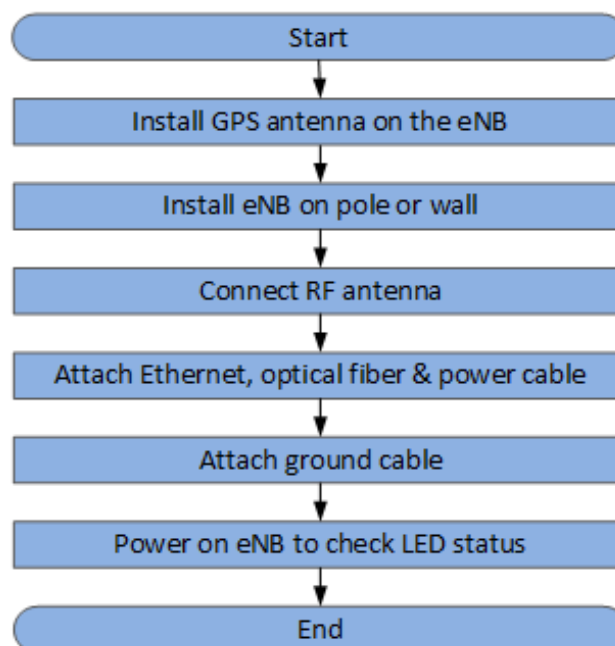 Start
Install GPS antenna on the eNB
Install eNB on pole or wall
Connect RF antenna
Attach Ethernet, optical fiber & power cable
Attach ground cable
Power on eNB to check LED status
End